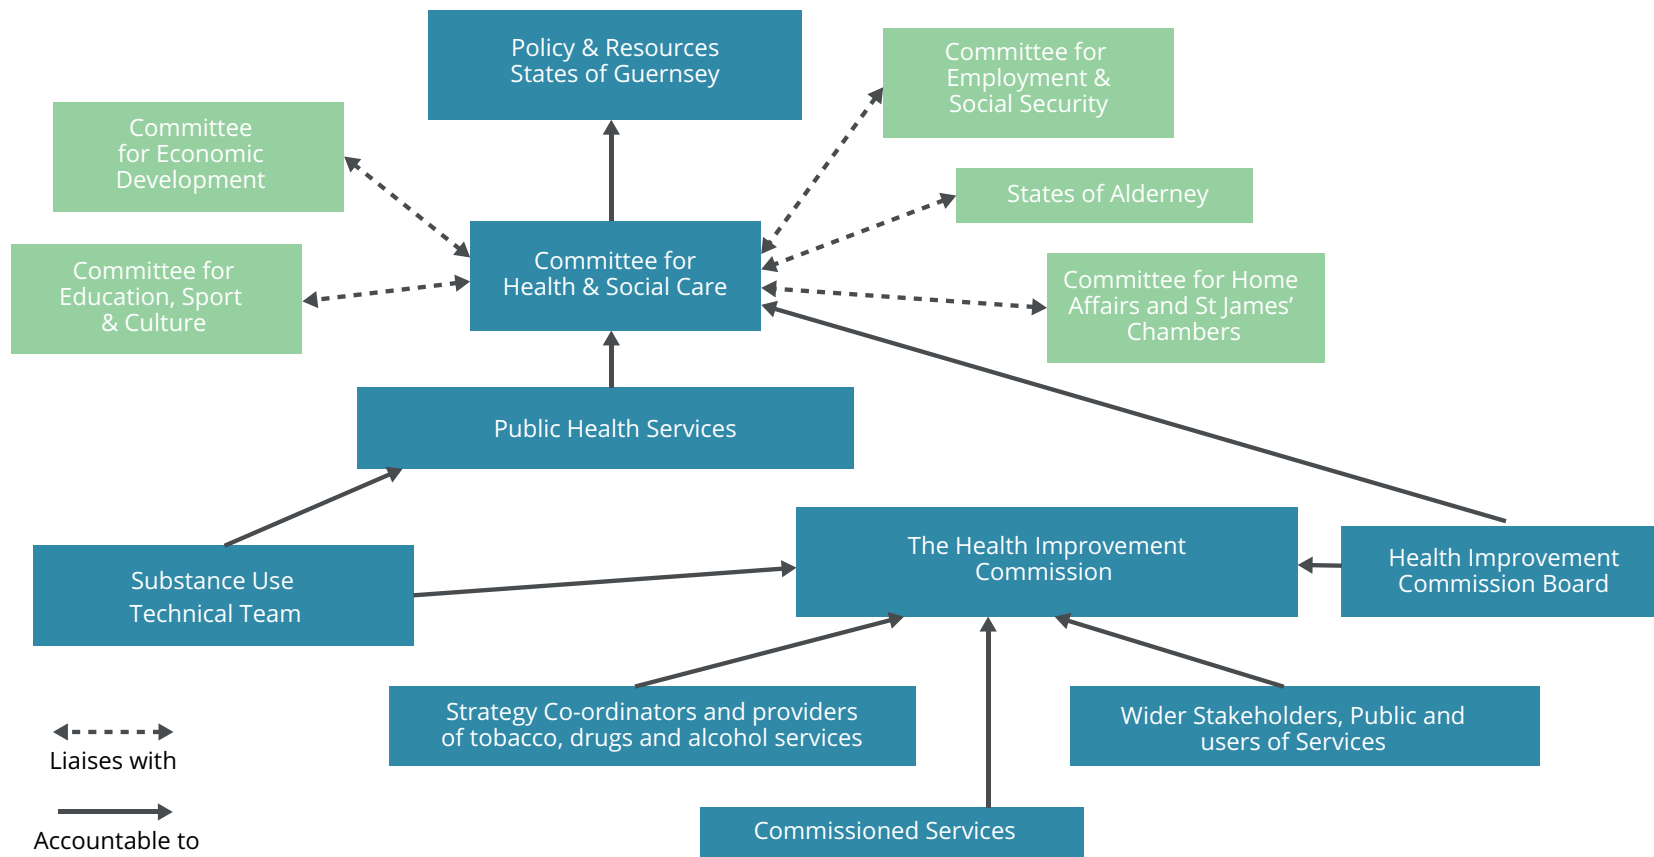 Policy & Resources
States of Guernsey
Committee for
Employment &
Social Security
Committee
for Economic
Development
States of Alderney
Committee for
Health & Social Care
Committee for
Education, Sport
& Culture
Committee for Home
Affairs and St James’
Chambers
Public Health Services
The Health Improvement
Commission
Health Improvement
Commission Board
Substance Use
Technical Team
Strategy Co-ordinators and providers
of tobacco, drugs and alcohol services
Wider Stakeholders, Public and
users of Services
Liaises with
Commissioned Services
Accountable to